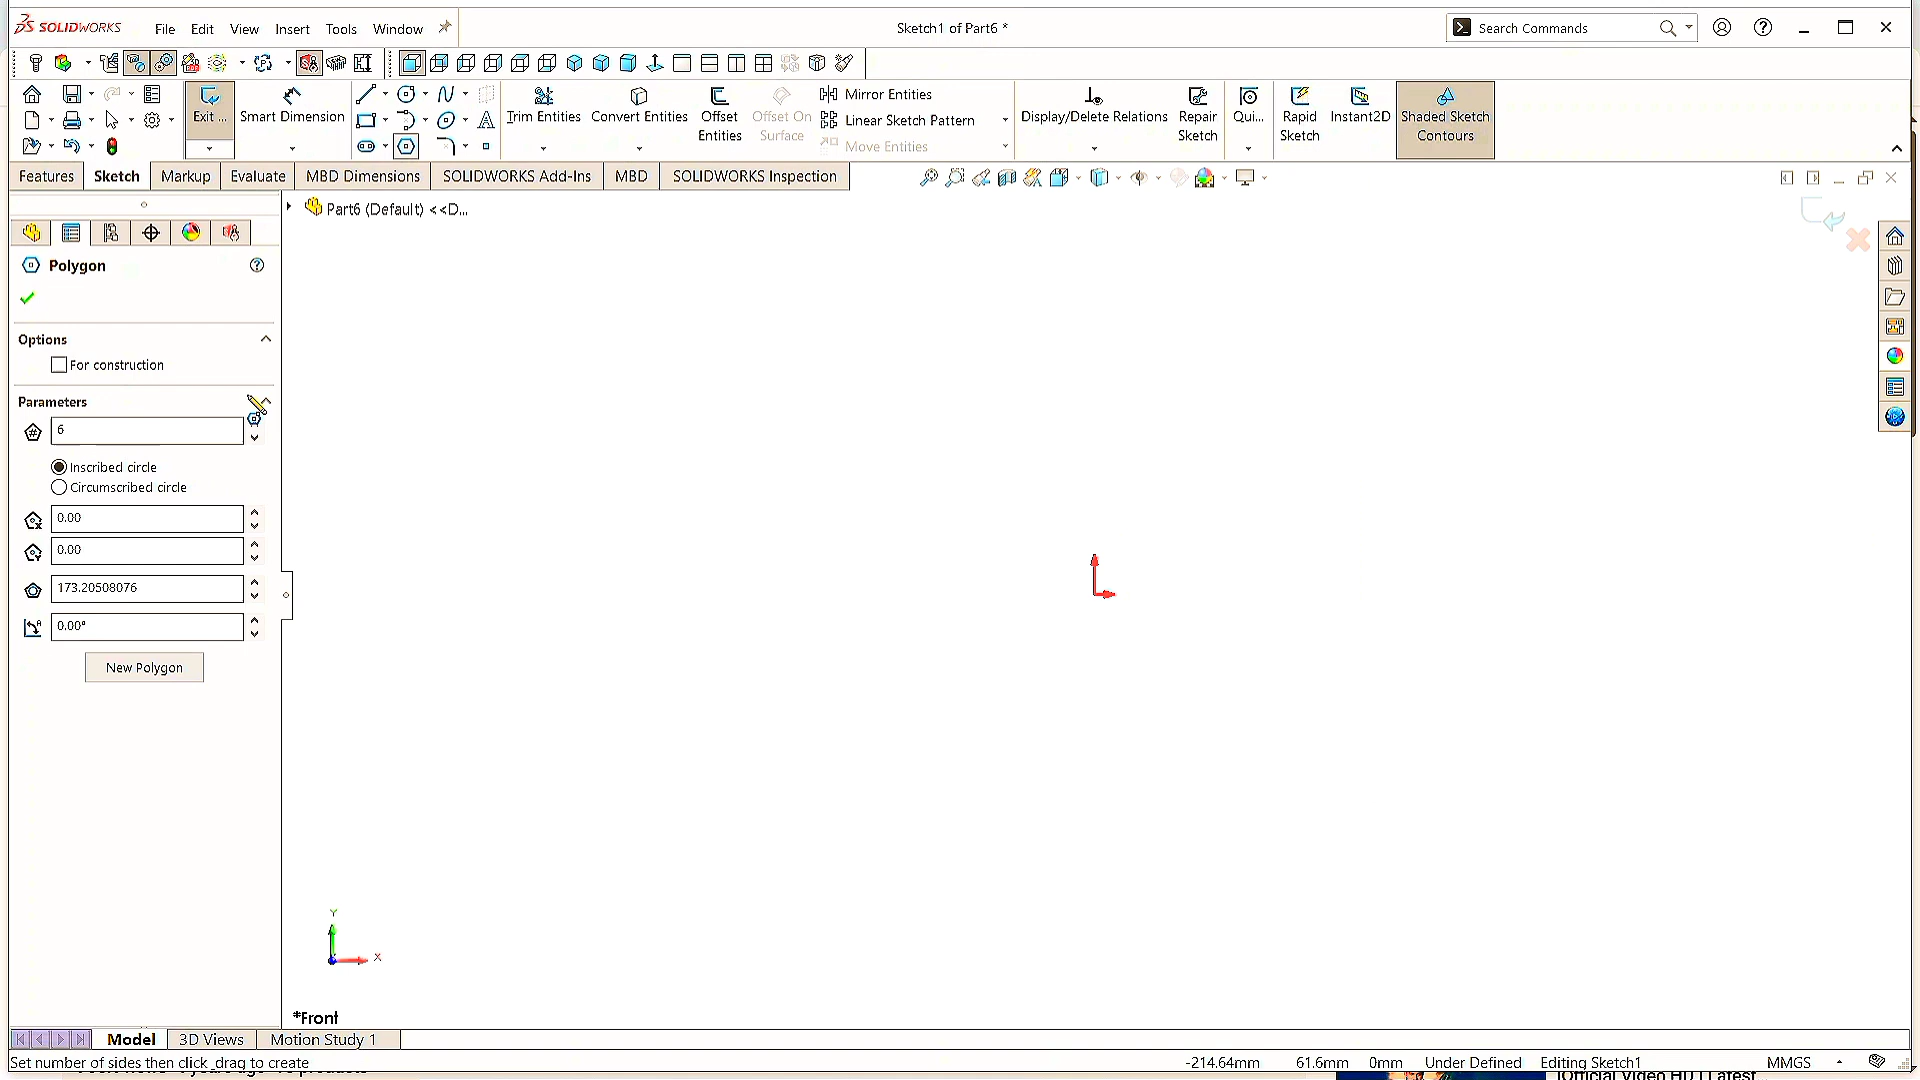 SOLIDWORKS File Edit View Insert Tools Window Sketch1 of Part6 * Search Commands
Exit ... Smart Dimension Trim Entities Convert Entities Offset Entities Offset On Surface Mirror Entities Linear Sketch Pattern Move Entities Display/Delete Relations Repair Sketch Qui... Rapid Sketch Instant2D Shaded Sketch Contours
Features Sketch Markup Evaluate MBD Dimensions SOLIDWORKS Add-Ins MBD SOLIDWORKS Inspection
Part6 (Default) <<D...
Polygon
Options
For construction
Parameters
6
Inscribed circle
Circumscribed circle
0.00
0.00
173.20508076
0.00°
New Polygon
Y
X
*Front
Model 3D Views Motion Study 1
Set number of sides then click _drag to create -214.64mm 61.6mm 0mm Under Defined Editing Sketch1 MMGS